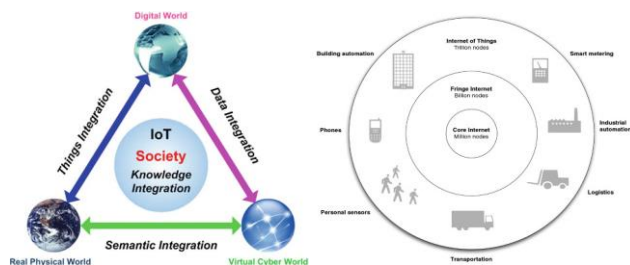 Digital World
Things Integration
Data Integration
IoT
Society
Knowledge
Integration
Real Physical World
Semantic Integration
Virtual Cyber World
Internet of Things
Trillion nodes
Building automation
Smart metering
Fringe Internet
Billion nodes
Core Internet
Million nodes
Phones
Industrial
automation
Logistics
Personal sensors
Transportation